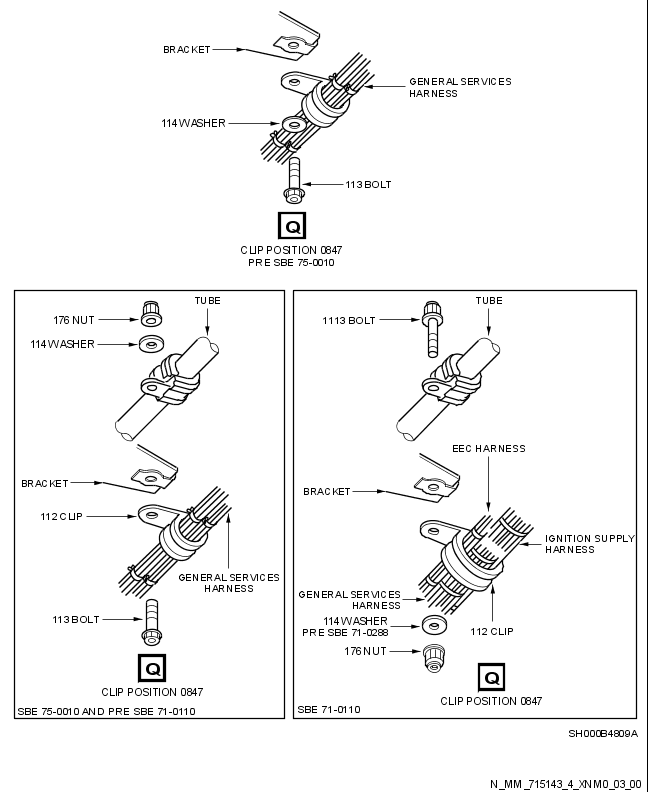 BRACKET
GENERAL SERVICES
HARNESS
114 WASHER
113 BOLT
Q
CLIP POSITION 0847
PRE SBE 75-0010
176 NUT
TUBE
114 WASHER
BRACKET
112 CLIP
GENERAL SERVICES
HARNESS
113 BOLT
Q
CLIP POSITION 0847
SBE 75-0010 AND PRE SBE 71-0110
1113 BOLT
TUBE
EEC HARNESS
BRACKET
IGNITION SUPPLY
HARNESS
GENERAL SERVICES
HARNESS
114 WASHER
PRE SBE 71-0288
112 CLIP
176 NUT
Q
CLIP POSITION 0847
SBE 71-0110
SH000B4809A
N_MM_715143_4_XNM0_03_00